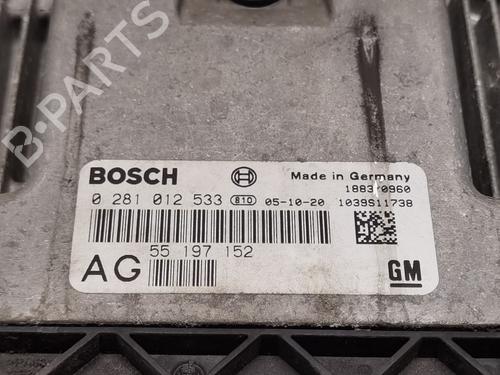 B-PARTS
BOSCH Made in Germany
188370960
0 281 012 533 810 05-10-20 1039S11738
55 197 152
AG GM